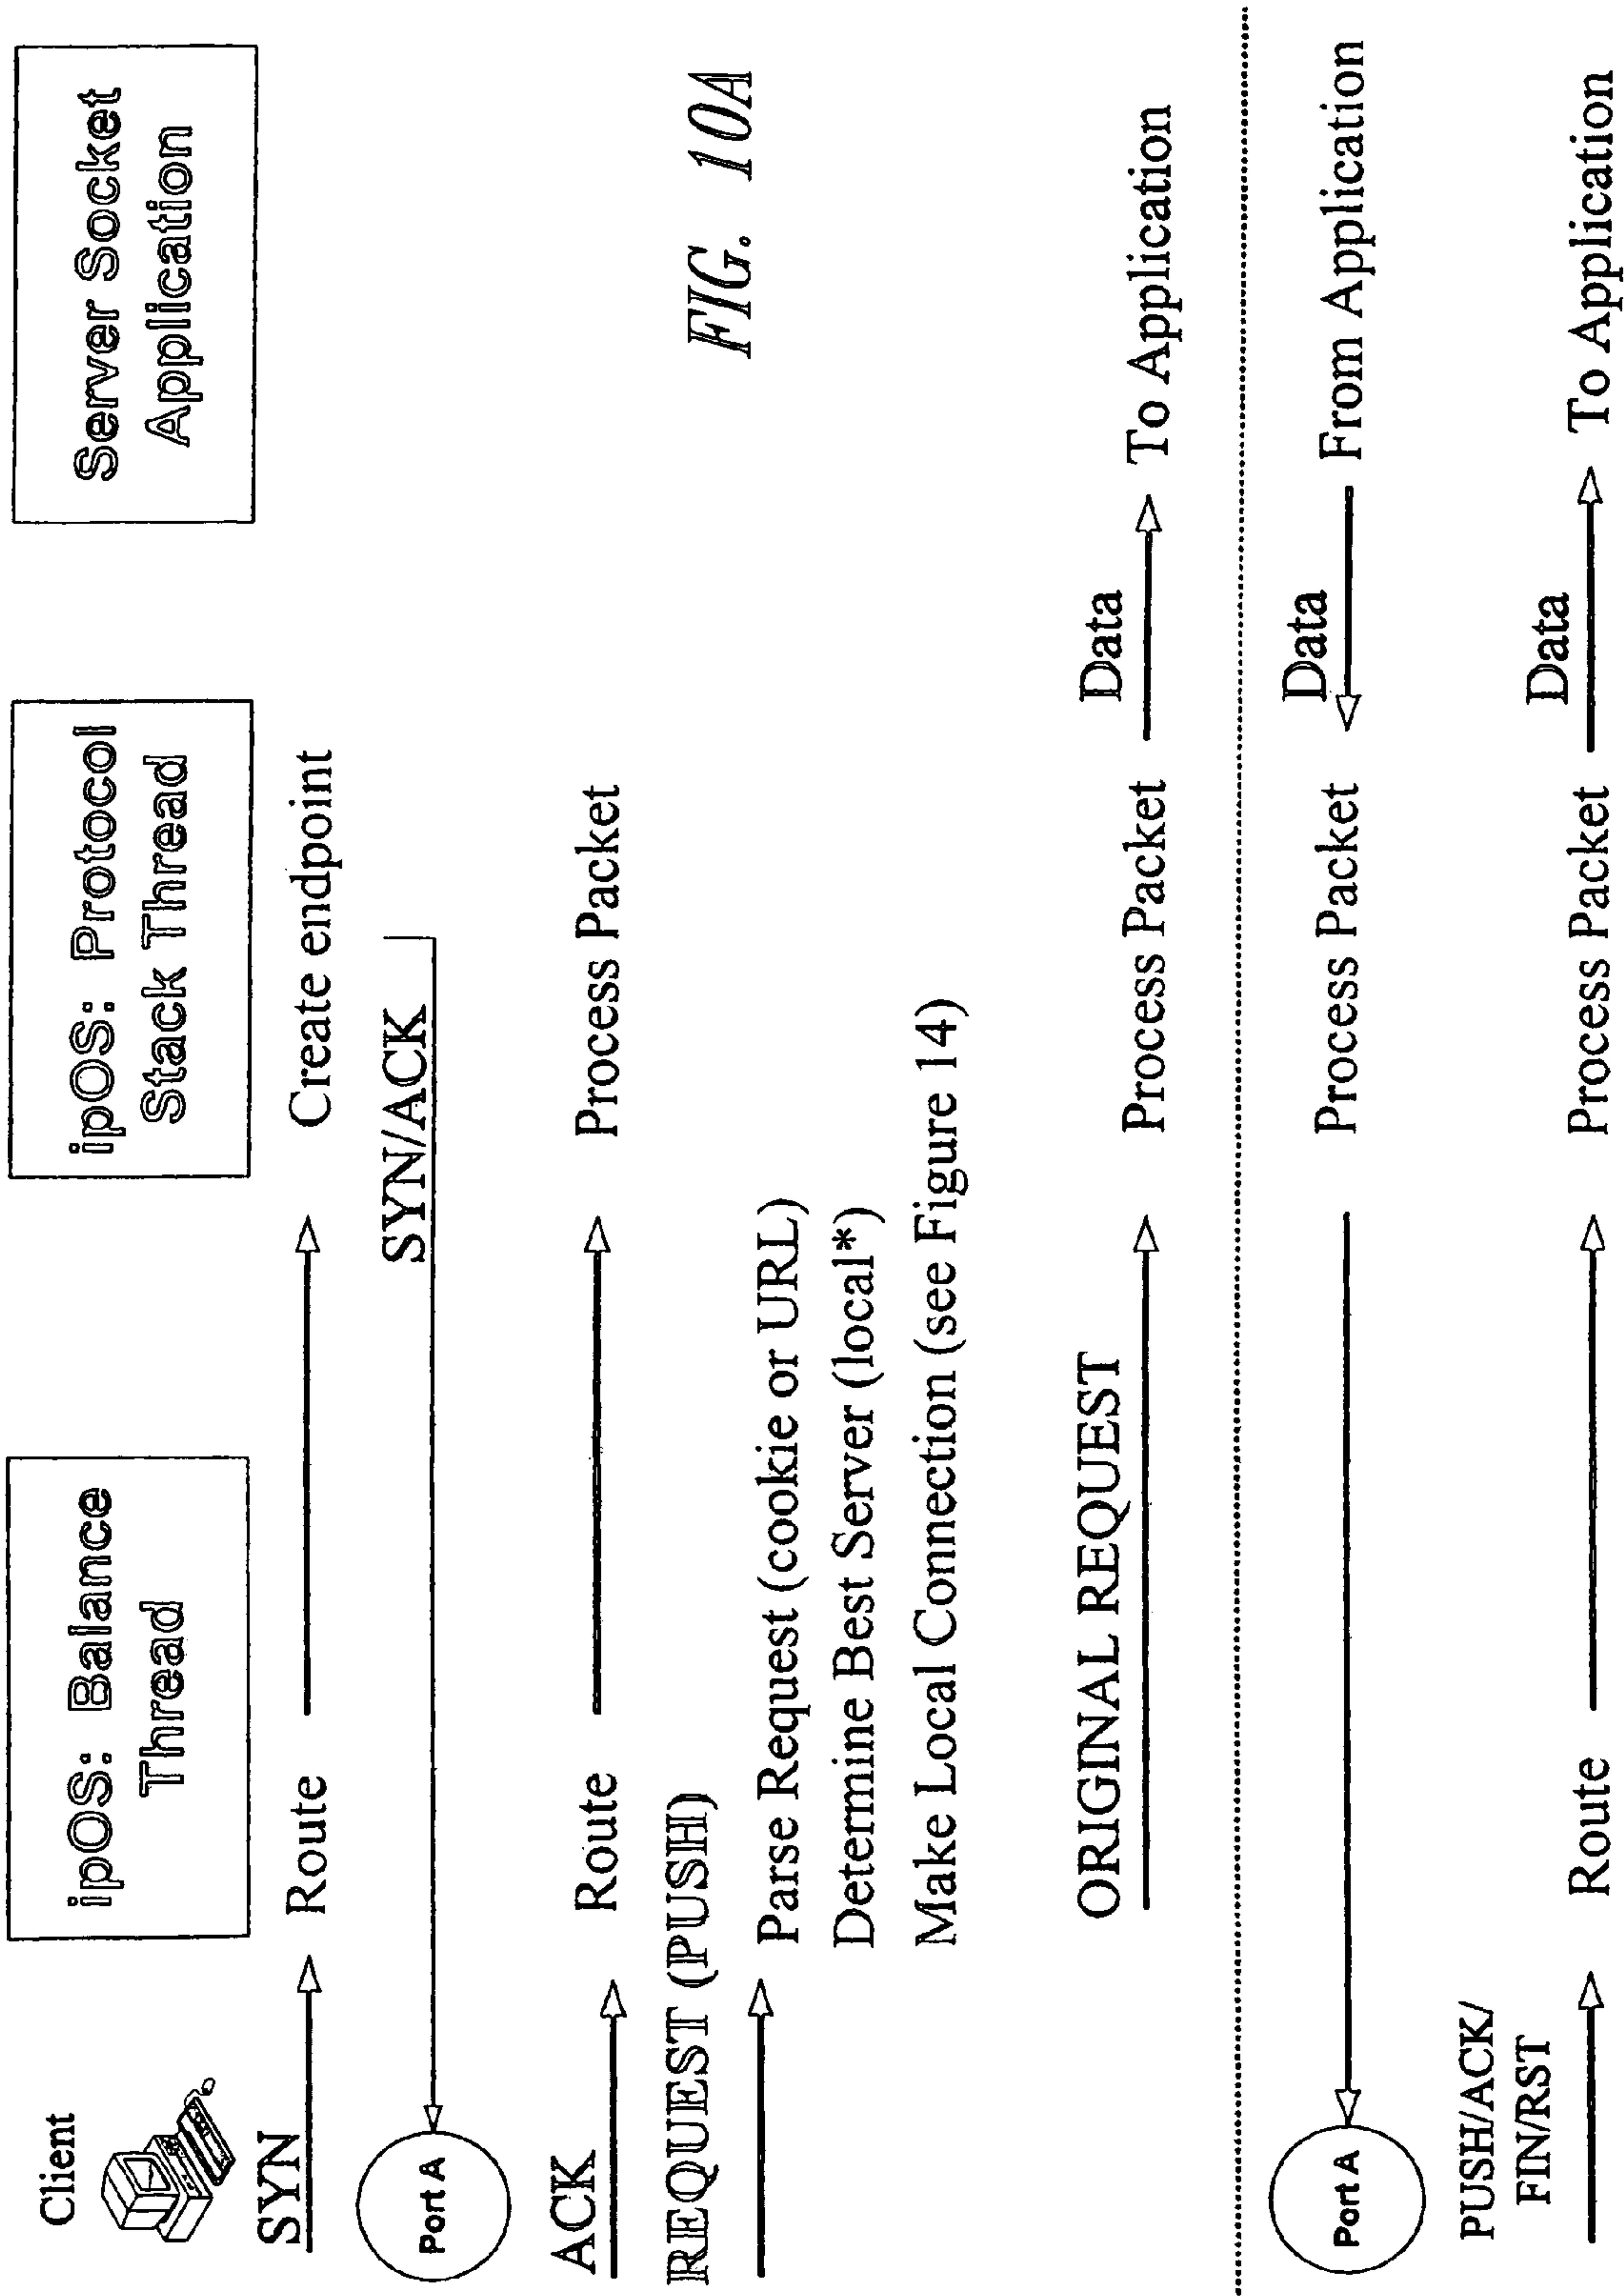 Client
ipOS: Balance
Thread
ipOS: Protocol
Stack Thread
Server Socket
Application
SYN
Route
Create endpoint
SYN/ACK
Port A
ACK
Route
Process Packet
REQUEST (PUSH)
FIG. 10A
Parse Request (cookie or URL)
Determine Best Server (local*)
Make Local Connection (see Figure 14)
ORIGINAL REQUEST
Process Packet
Data
To Application
Port A
Process Packet
Data
From Application
PUSH/ACK/
FIN/RST
Route
Process Packet
Data
To Application